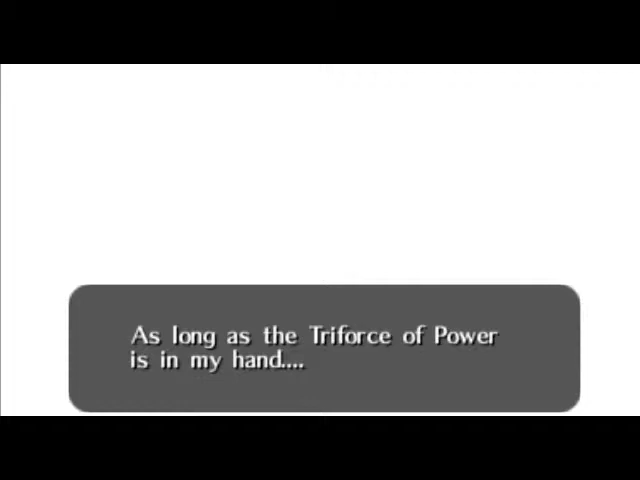 As long as the Triforce of Power
is in my hand....